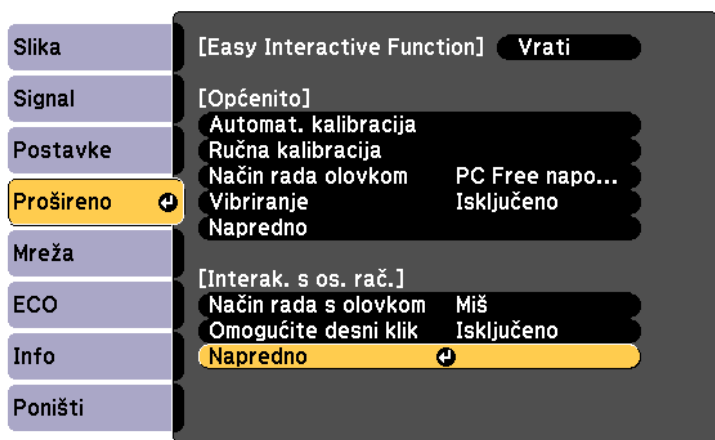 Slika
Signal
Postavke
Prošireno
Mreža
ECO
Info
Poništi
[Easy Interactive Function] Vrati
[Općenito]
Automat. kalibracija
Ručna kalibracija
Način rada olovkom PC Free napo...
Vibriranje Isključeno
Napredno
[Interak. s os. rač.]
Način rada s olovkom Miš
Omogućite desni klik Isključeno
Napredno